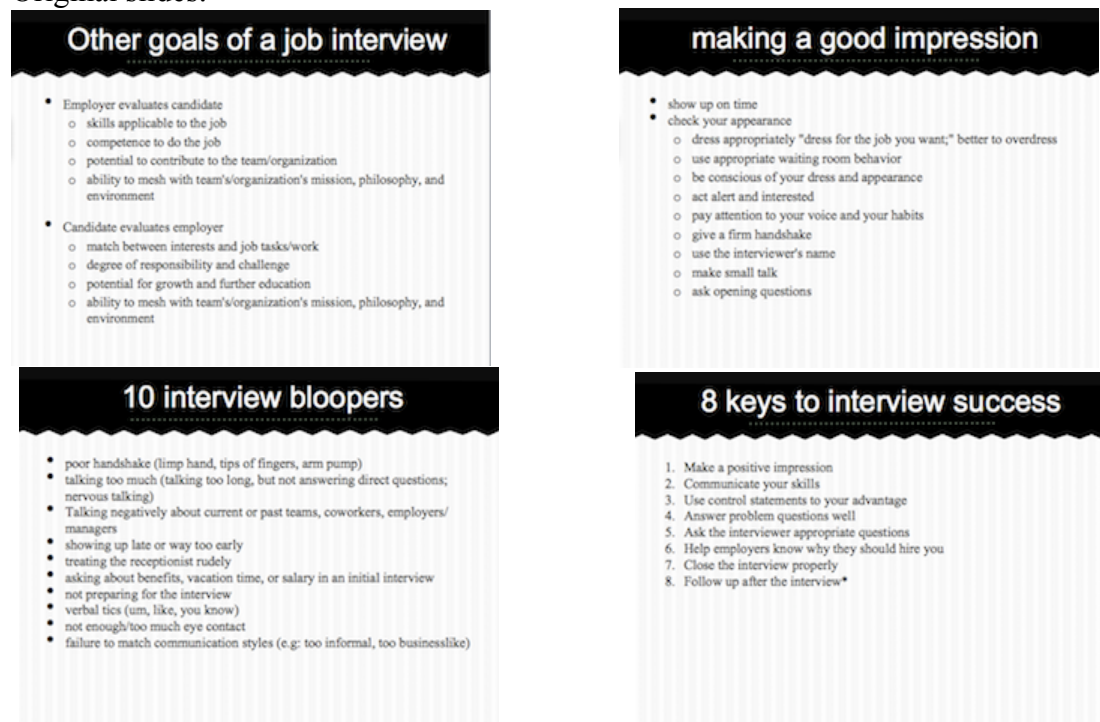 Original slides:
Other goals of a job interview
• Employer evaluates candidate
o skills applicable to the job
o competence to do the job
o potential to contribute to the team/organization
o ability to mesh with team's/organization's mission, philosophy, and
environment
• Candidate evaluates employer
o match between interests and job tasks/work
o degree of responsibility and challenge
o potential for growth and further education
o ability to mesh with team's/organization's mission, philosophy, and
environment
making a good impression
• show up on time
• check your appearance
o dress appropriately "dress for the job you want;" better to overdress
o use appropriate waiting room behavior
o be conscious of your dress and appearance
o act alert and interested
o pay attention to your voice and your habits
o give a firm handshake
o use the interviewer's name
o make small talk
o ask opening questions
10 interview bloopers
• poor handshake (limp hand, tips of fingers, arm pump)
• talking too much (talking too long, but not answering direct questions;
nervous talking)
• Talking negatively about current or past teams, coworkers, employers/
managers
• showing up late or way too early
• treating the receptionist rudely
• asking about benefits, vacation time, or salary in an initial interview
• not preparing for the interview
• verbal tics (um, like, you know)
• not enough/too much eye contact
• failure to match communication styles (e.g: too informal, too businesslike)
8 keys to interview success
1. Make a positive impression
2. Communicate your skills
3. Use control statements to your advantage
4. Answer problem questions well
5. Ask the interviewer appropriate questions
6. Help employers know why they should hire you
7. Close the interview properly
8. Follow up after the interview*